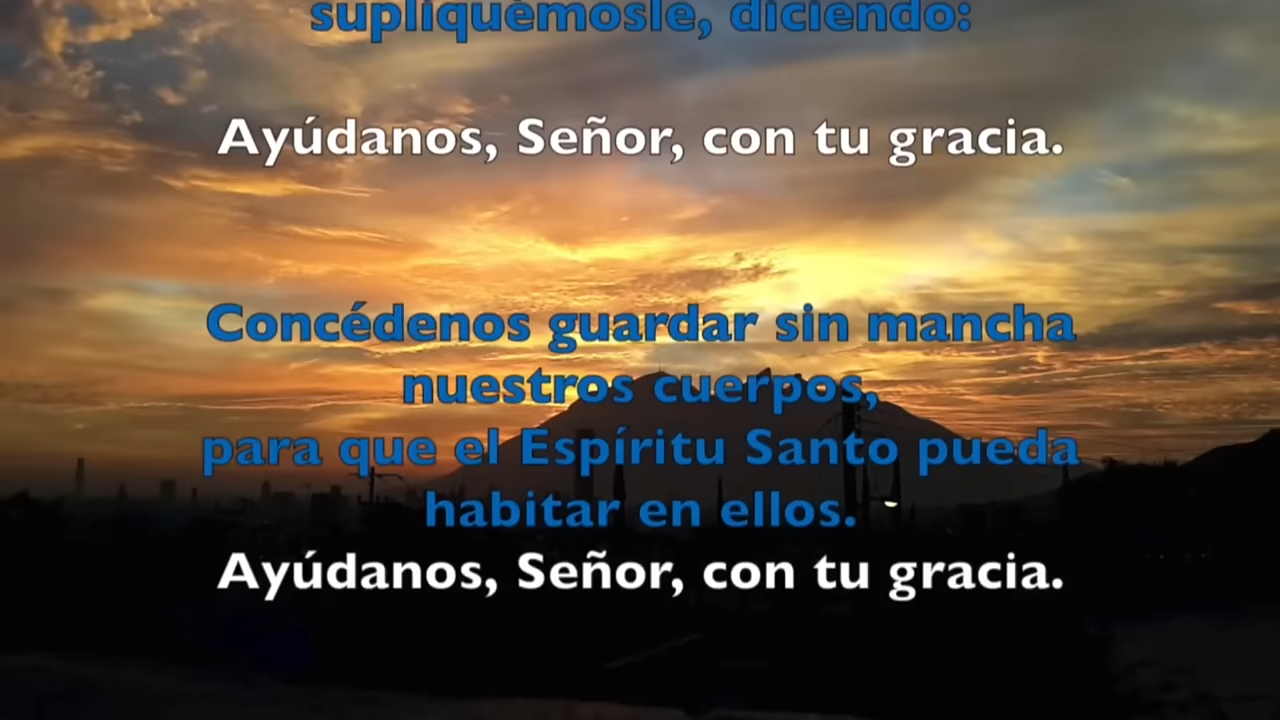 supliquémosle, diciendo:
Ayúdanos, Señor, con tu gracia.
Concédenos guardar sin mancha
nuestros cuerpos,
para que el Espíritu Santo pueda
habitar en ellos.
Ayúdanos, Señor, con tu gracia.